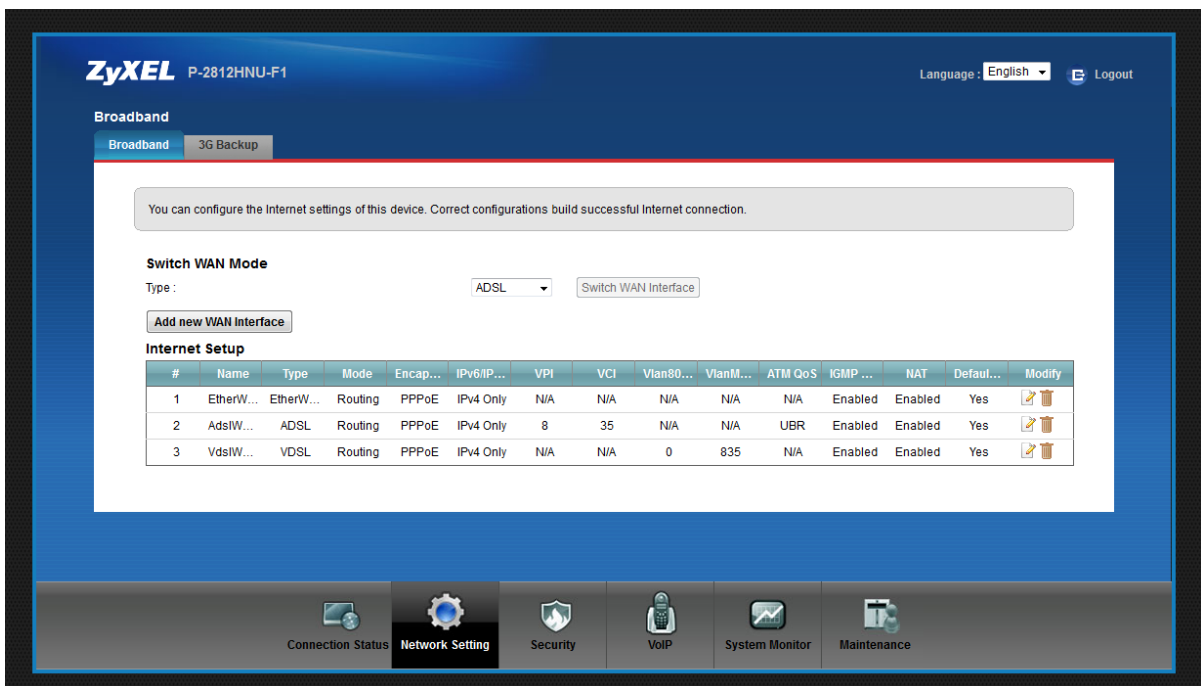 ZyXEL P-2812HNU-F1 Language : English Logout
Broadband
Broadband 3G Backup
You can configure the Internet settings of this device. Correct configurations build successful Internet connection.
Switch WAN Mode
Type : ADSL Switch WAN Interface
Add new WAN Interface
Internet Setup
# Name Type Mode Encap... IPv6/IP... VPI VCI Vlan80... VlanM... ATM QoS IGMP ... NAT Defaul... Modify
1 EtherW... EtherW... Routing PPPoE IPv4 Only N/A N/A N/A N/A N/A Enabled Enabled Yes
2 AdslW... ADSL Routing PPPoE IPv4 Only 8 35 N/A N/A UBR Enabled Enabled Yes
3 VdslW... VDSL Routing PPPoE IPv4 Only N/A N/A 0 835 N/A Enabled Enabled Yes
Connection Status Network Setting Security VoIP System Monitor Maintenance